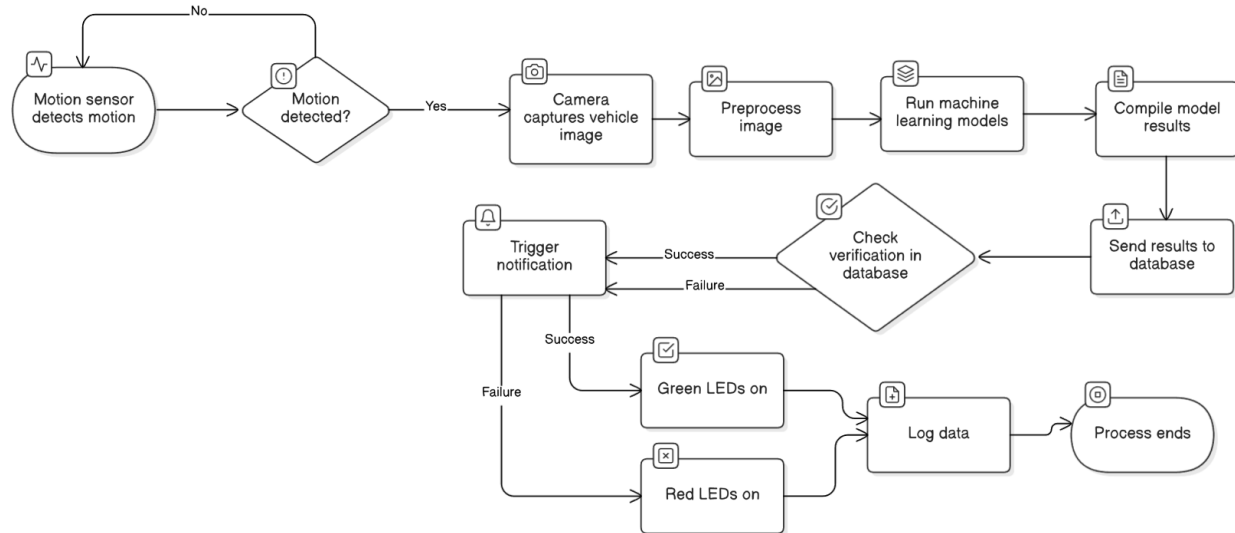 No
Motion sensor
detects motion
Motion
detected?
Yes
Camera
captures vehicle
image
Preprocess
image
Run machine
learning models
Compile model
results
Trigger
notification
Success
Failure
Check
verification in
database
Send results to
database
Success
Failure
Green LEDs on
Red LEDs on
Log data
Process ends